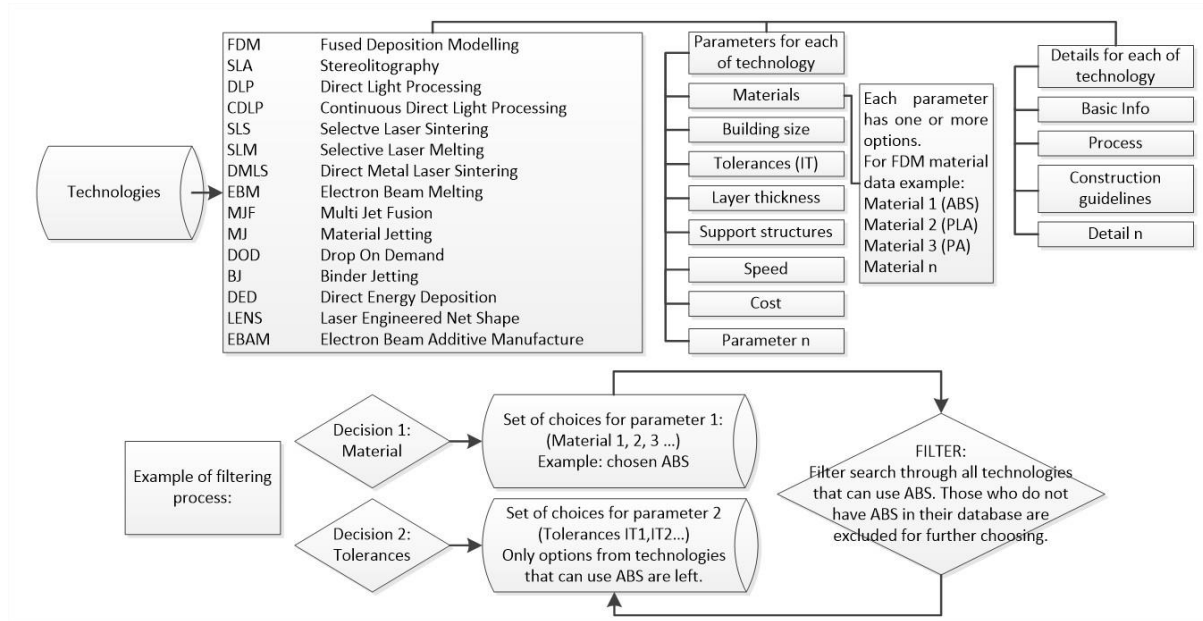 Technologies
FDM Fused Deposition Modelling
SLA Stereolitography
DLP Direct Light Processing
CDLP Continuous Direct Light Processing
SLS Selectve Laser Sintering
SLM Selective Laser Melting
DMLS Direct Metal Laser Sintering
EBM Electron Beam Melting
MJF Multi Jet Fusion
MJ Material Jetting
DOD Drop On Demand
BJ Binder Jetting
DED Direct Energy Deposition
LENS Laser Engineered Net Shape
EBAM Electron Beam Additive Manufacture
Parameters for each
of technology
Materials
Building size
Tolerances (IT)
Layer thickness
Support structures
Speed
Cost
Parameter n
Each parameter
has one or more
options.
For FDM material
data example:
Material 1 (ABS)
Material 2 (PLA)
Material 3 (PA)
Material n
Details for each of
technology
Basic Info
Process
Construction
guidelines
Detail n
Example of filtering
process:
Decision 1:
Material
Set of choices for parameter 1:
(Material 1, 2, 3 ...)
Example: chosen ABS
Decision 2:
Tolerances
Set of choices for parameter 2
(Tolerances IT1,IT2...)
Only options from technologies
that can use ABS are left.
FILTER:
Filter search through all technologies
that can use ABS. Those who do not
have ABS in their database are
excluded for further choosing.